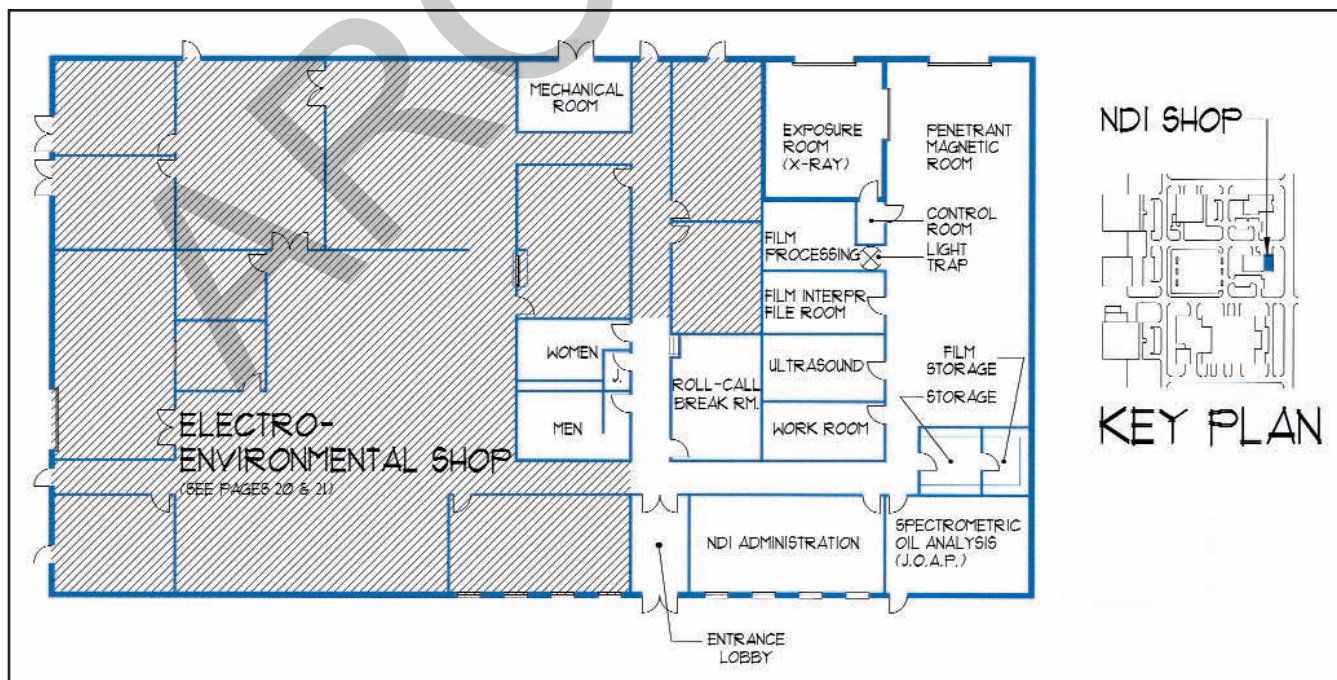 ARC
MECHANICAL
ROOM
EXPOSURE
ROOM
(X-RAY)
PENETRANT
MAGNETIC
ROOM
CONTROL
ROOM
FILM
PROCESSING
LIGHT
TRAP
FILM INTERPR.
FILE ROOM
WOMEN
J.
MEN
ROLL-CALL
BREAK RM.
ULTRASOUND
WORK ROOM
FILM
STORAGE
STORAGE
ELECTRO-
ENVIRONMENTAL SHOP
(SEE PAGES 20 & 21)
NDI ADMINISTRATION
SPECTROMETRIC
OIL ANALYSIS
(J.O.A.P.)
ENTRANCE
LOBBY
NDI SHOP
KEY PLAN